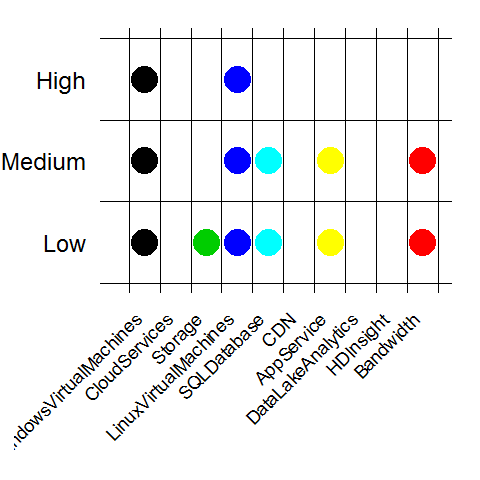 High
Medium
Low
ndowsVirtualMachines
CloudServices
Storage
LinuxVirtualMachines
SQLDatabase
CDN
AppService
DataLakeAnalytics
HDInsight
Bandwidth